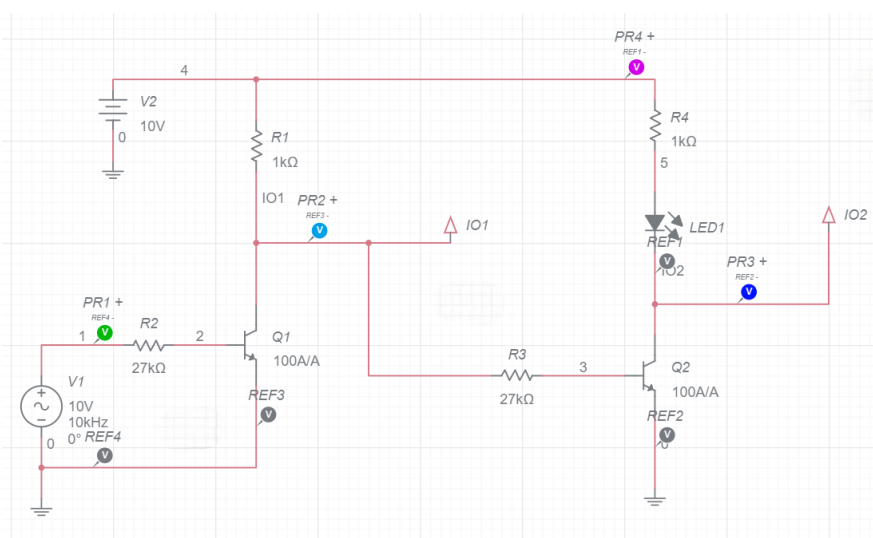 PR4 +
REF1 -
V
4
V2
10V
0
R1
1kΩ
R4
1kΩ
5
IO1
PR2 +
REF3 -
V
IO1
LED1
REF1
V
IO2
IO2
PR3 +
REF2 -
V
PR1 +
REF4 -
V
1
R2
27kΩ
2
Q1
100A/A
R3
27kΩ
3
Q2
100A/A
V1
10V
10kHz
0°
0
REF4
V
REF3
V
REF2
V